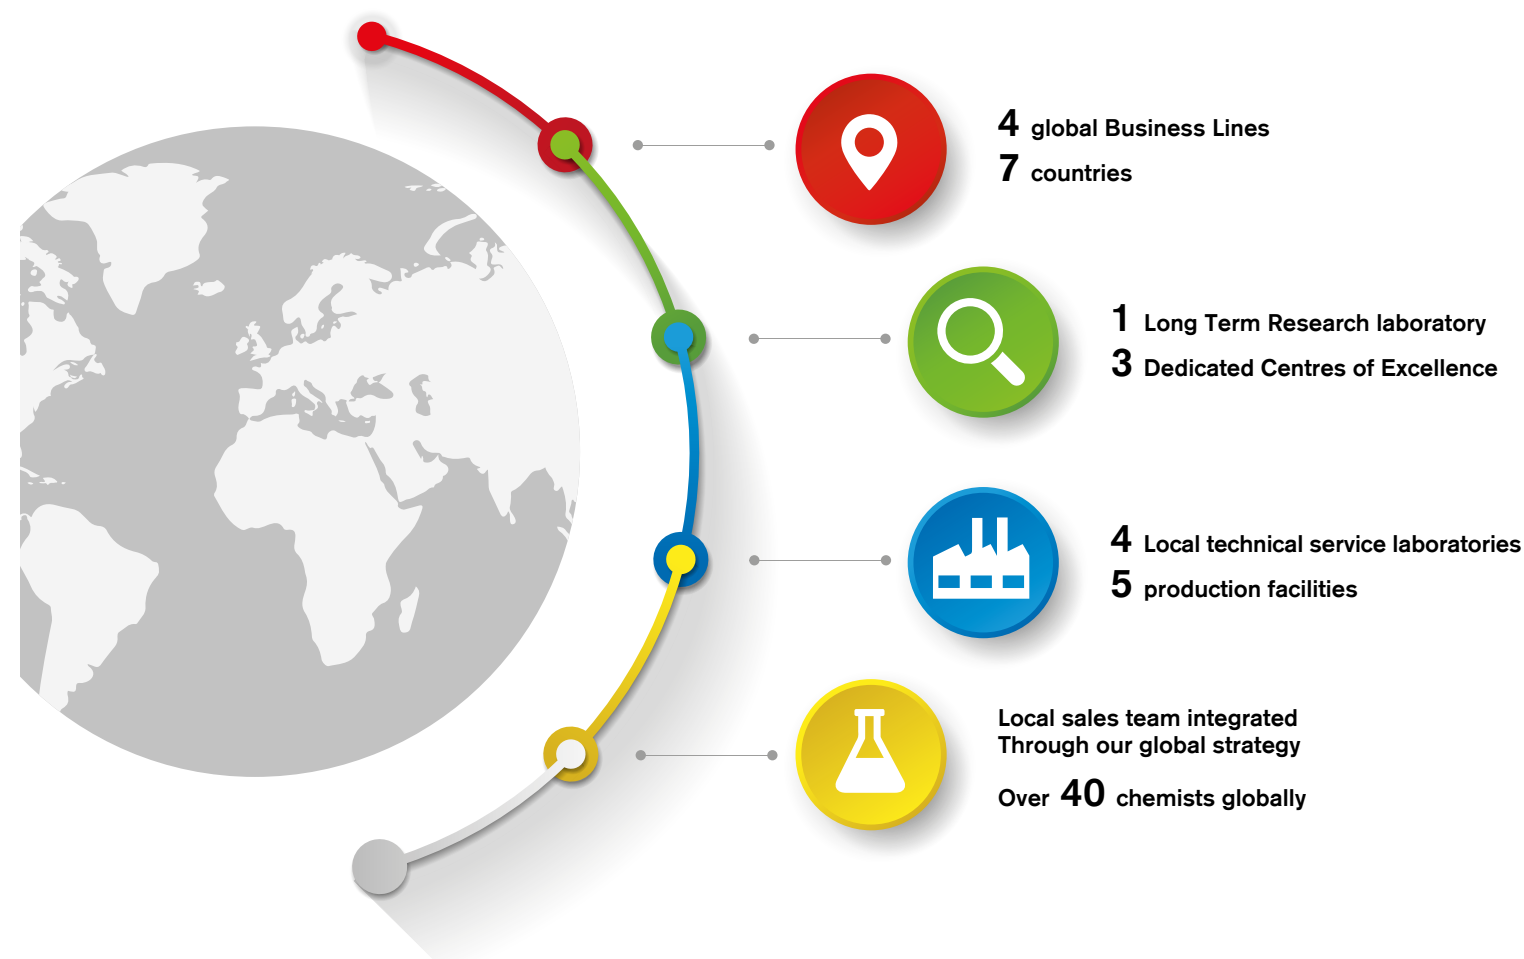 4 global Business Lines
7 countries
1 Long Term Research laboratory
3 Dedicated Centres of Excellence
4 Local technical service laboratories
5 production facilities
Local sales team integrated
Through our global strategy
Over 40 chemists globally